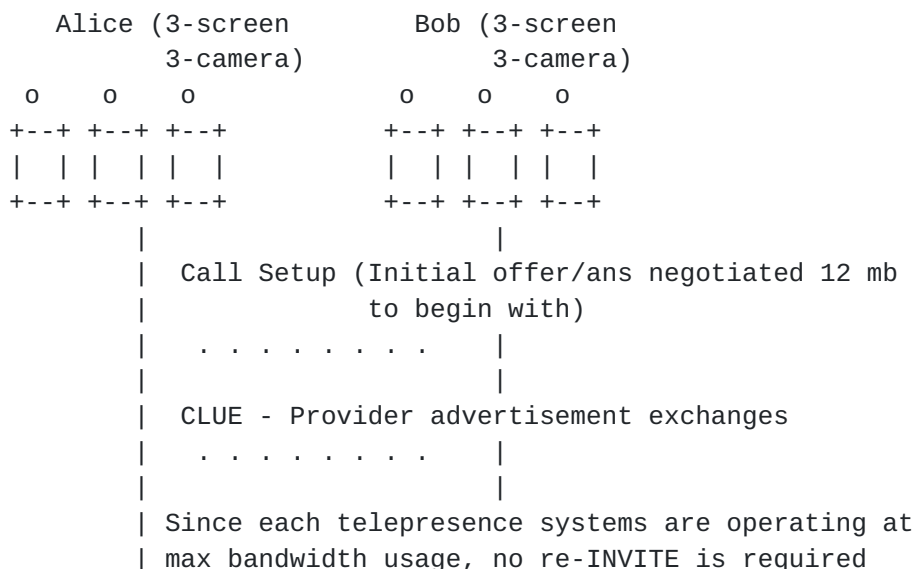 Alice (3-screen        Bob (3-screen
3-camera)            3-camera)
o    o    o            o    o    o
+--+ +--+ +--+          +--+ +--+ +--+
|  | |  | |  |          |  | |  | |  |
+--+ +--+ +--+          +--+ +--+ +--+
|                      |
|  Call Setup (Initial offer/ans negotiated 12 mb
|              to begin with)
|   . . . . . . . .    |
|                      |
|  CLUE - Provider advertisement exchanges
|   . . . . . . . .    |
|                      |
| Since each telepresence systems are operating at
| max bandwidth usage, no re-INVITE is required